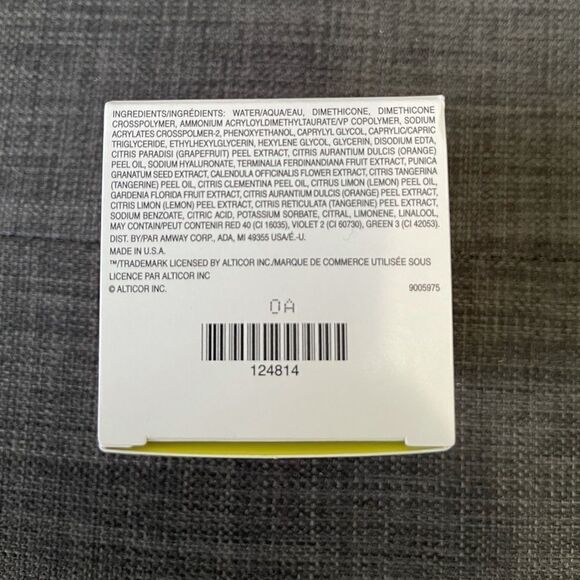 INGREDIENTS/INGRÉDIENTS: WATER/AQUA/EAU, DIMETHICONE, DIMETHICONE
CROSSPOLYMER, AMMONIUM ACRYLOYLDIMETHYLTAURATE/VP COPOLYMER, SODIUM
ACRYLATES CROSSPOLYMER-2, PHENOXYETHANOL, CAPRYLYL GLYCOL, CAPRYLIC/CAPRIC
TRIGLYCERIDE, ETHYLHEXYLGLYCERIN, HEXYLENE GLYCOL, GLYCERIN, DISODIUM EDTA,
CITRIS PARADISI (GRAPEFRUIT) PEEL EXTRACT, CITRIS AURANTIUM DULCIS (ORANGE)
PEEL OIL, SODIUM HYALURONATE, TERMINALIA FERDINANDIANA FRUIT EXTRACT, PUNICA
GRANATUM SEED EXTRACT, CALENDULA OFFICINALIS FLOWER EXTRACT, CITRIS TANGERINA
(TANGERINE) PEEL OIL, CITRIS CLEMENTINA PEEL OIL, CITRUS LIMON (LEMON) PEEL OIL,
GARDENIA FLORIDA FRUIT EXTRACT, CITRIS AURANTIUM DULCIS (ORANGE) PEEL EXTRACT,
CITRIS LIMON (LEMON) PEEL EXTRACT, CITRIS RETICULATA (TANGERINE) PEEL EXTRACT,
SODIUM BENZOATE, CITRIC ACID, POTASSIUM SORBATE, CITRAL, LIMONENE, LINALOOL,
MAY CONTAIN/PEUT CONTENIR RED 40 (CI 16035), VIOLET 2 (CI 60730), GREEN 3 (CI 42053).
DIST. BY/PAR AMWAY CORP., ADA, MI 49355 USA/É.-U.
MADE IN U.S.A.
™/TRADEMARK LICENSED BY ALTICOR INC./MARQUE DE COMMERCE UTILISÉE SOUS
LICENCE PAR ALTICOR INC
© ALTICOR INC. 9005975
0A
124814